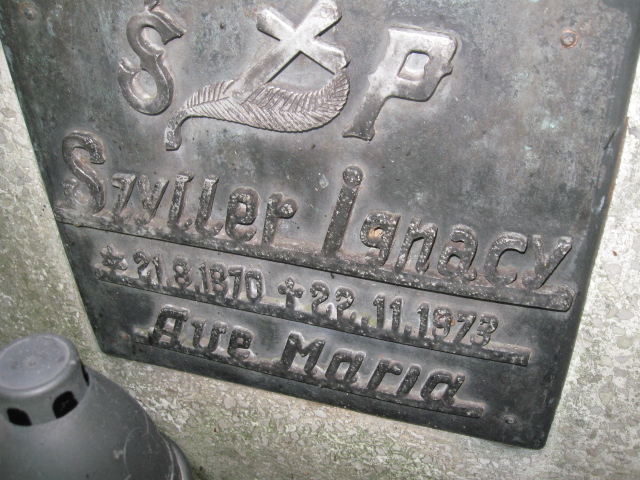 S P
Szyller Ignacy
* 21.8.1870 ✝ 22.11.1973
Ave Maria